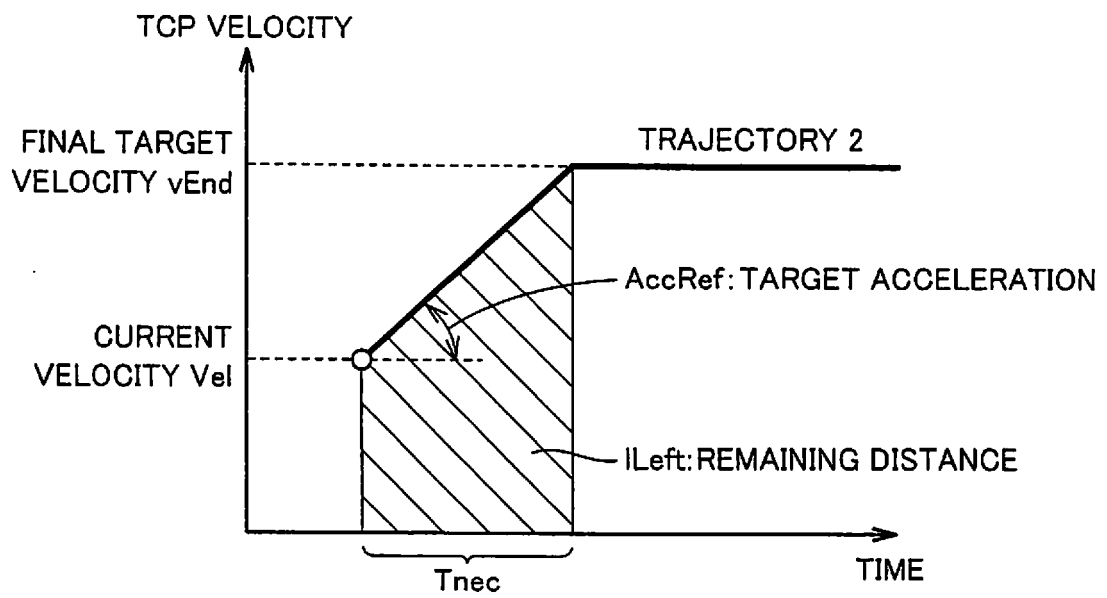 TCP VELOCITY
FINAL TARGET
VELOCITY vEnd
TRAJECTORY 2
AccRef: TARGET ACCELERATION
CURRENT
VELOCITY Vel
lLeft: REMAINING DISTANCE
Tnec
TIME